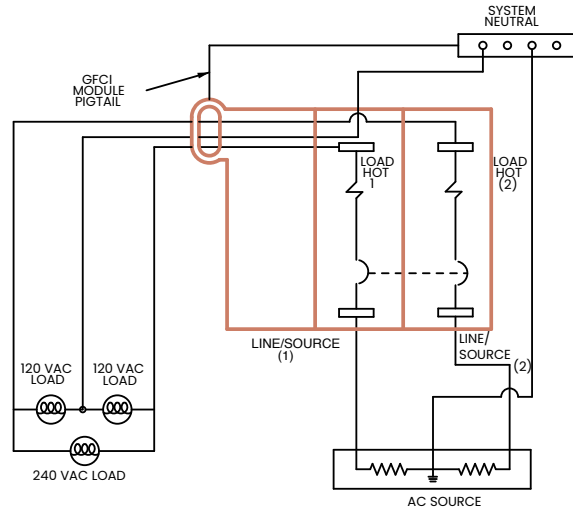 SYSTEM
NEUTRAL
GFCI
MODULE
PIGTAIL
LOAD
HOT
1
LOAD
HOT
(2)
LINE/SOURCE
(1)
LINE/
SOURCE
(2)
120 VAC
LOAD
120 VAC
LOAD
240 VAC LOAD
AC SOURCE